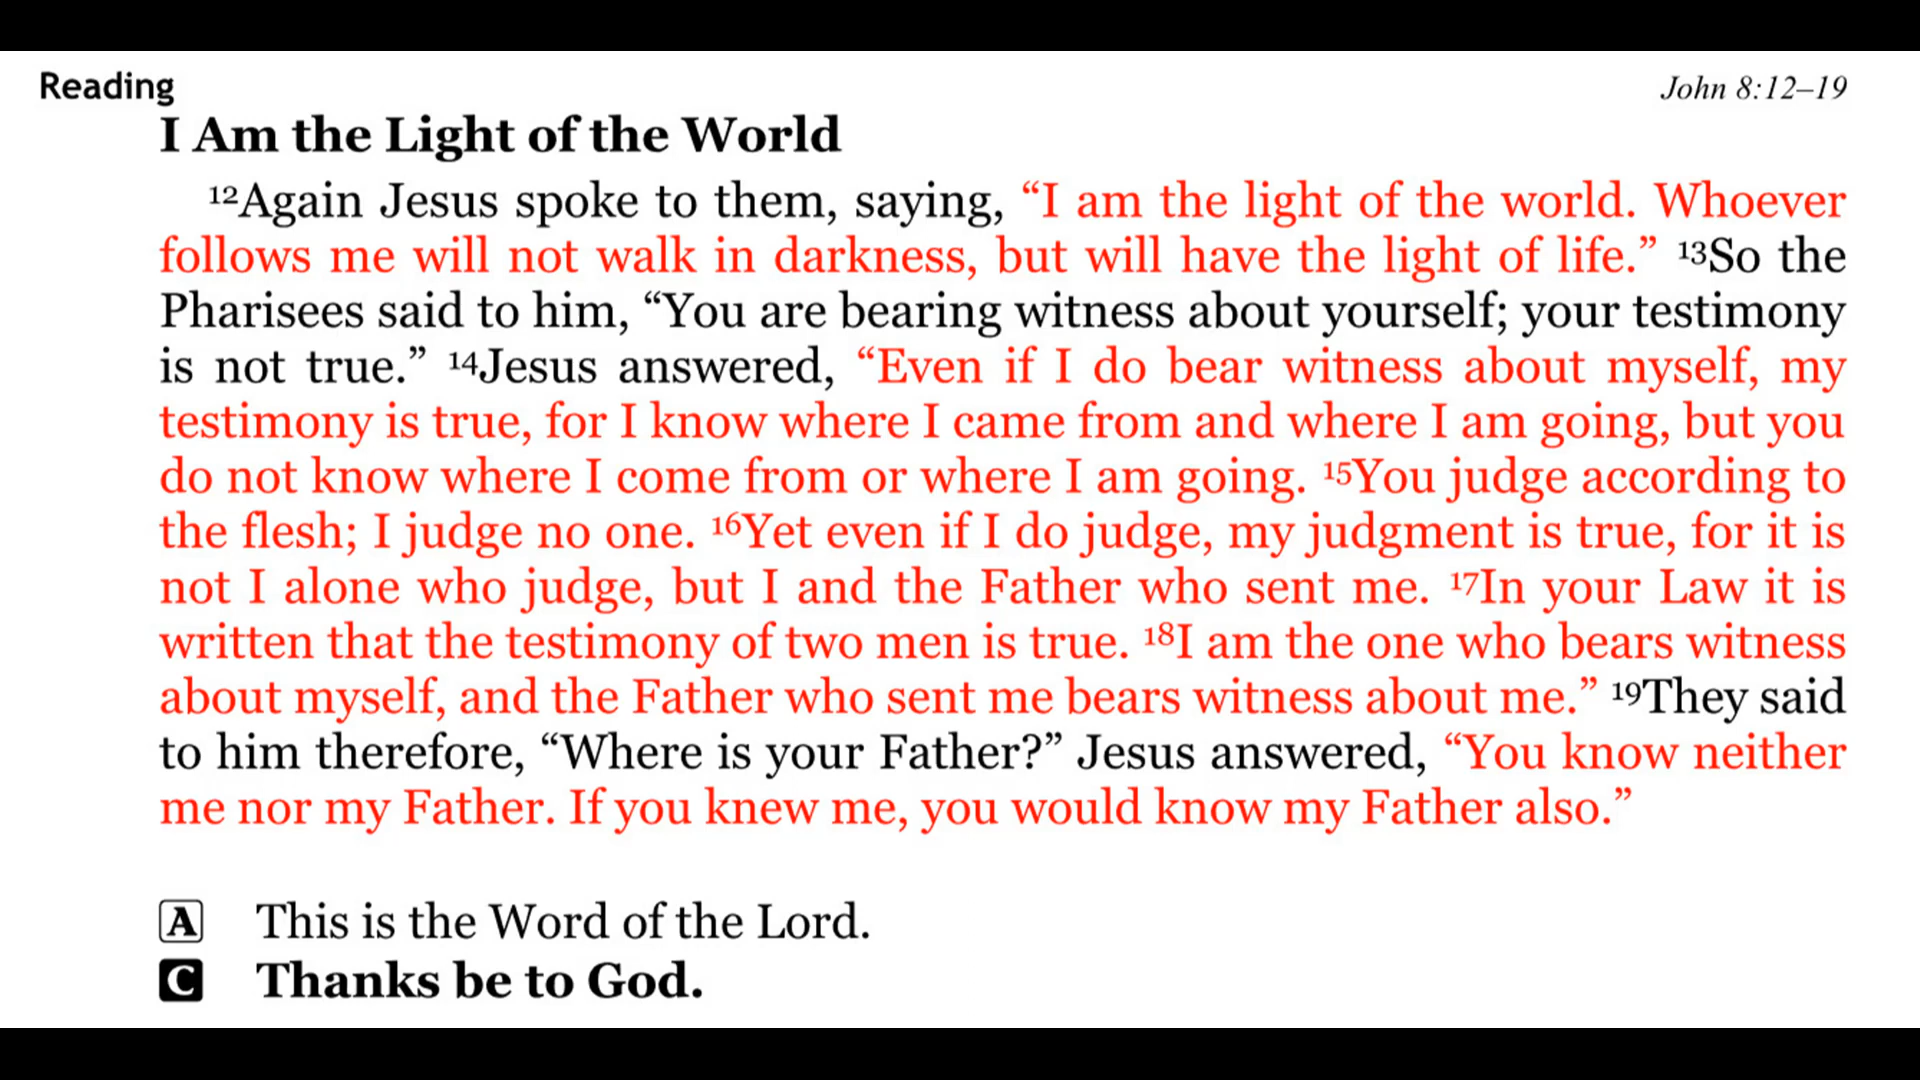 Reading John 8:12–19
I Am the Light of the World
¹²Again Jesus spoke to them, saying, “I am the light of the world. Whoever
follows me will not walk in darkness, but will have the light of life.” ¹³So the
Pharisees said to him, “You are bearing witness about yourself; your testimony
is not true.” ¹⁴Jesus answered, “Even if I do bear witness about myself, my
testimony is true, for I know where I came from and where I am going, but you
do not know where I come from or where I am going. ¹⁵You judge according to
the flesh; I judge no one. ¹⁶Yet even if I do judge, my judgment is true, for it is
not I alone who judge, but I and the Father who sent me. ¹⁷In your Law it is
written that the testimony of two men is true. ¹⁸I am the one who bears witness
about myself, and the Father who sent me bears witness about me.” ¹⁹They said
to him therefore, “Where is your Father?” Jesus answered, “You know neither
me nor my Father. If you knew me, you would know my Father also.”
A This is the Word of the Lord.
C Thanks be to God.